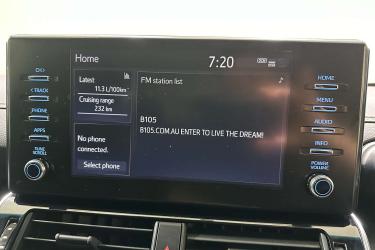 Home
7:20
Latest
11.3 L/100km
Cruising range
232 km
No phone
connected.
Select phone
FM station list
B105
B105.COM.AU ENTER TO LIVE THE DREAM!
< TRACK
PHONE
APPS
TUNE
SCROLL
HOME
MENU
AUDIO
INFO
POWER
VOLUME